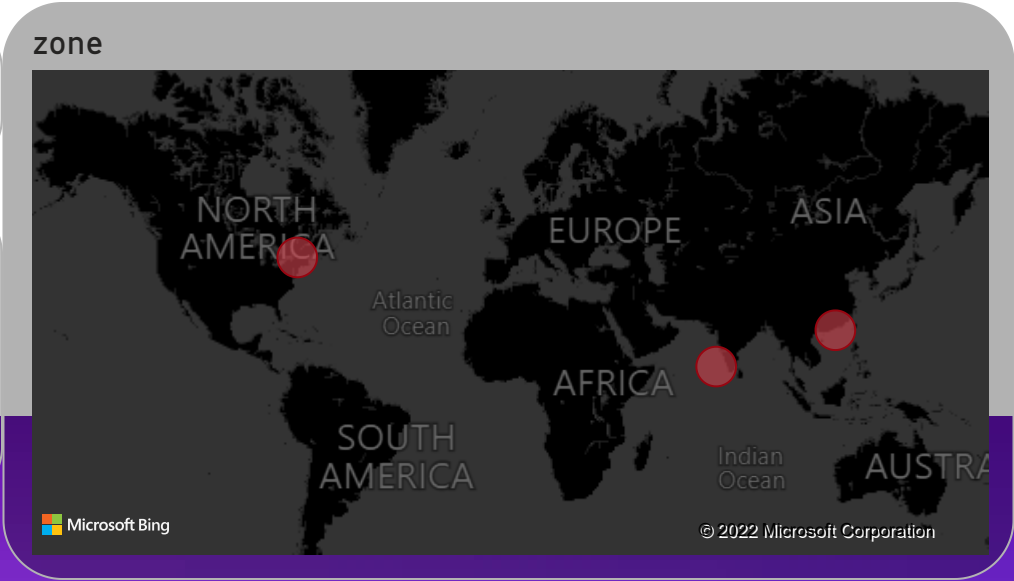 zone
NORTH
AMERICA
EUROPE
ASIA
Atlantic
Ocean
AFRICA
SOUTH
AMERICA
Indian
Ocean
AUSTRA
Microsoft Bing
© 2022 Microsoft Corporation